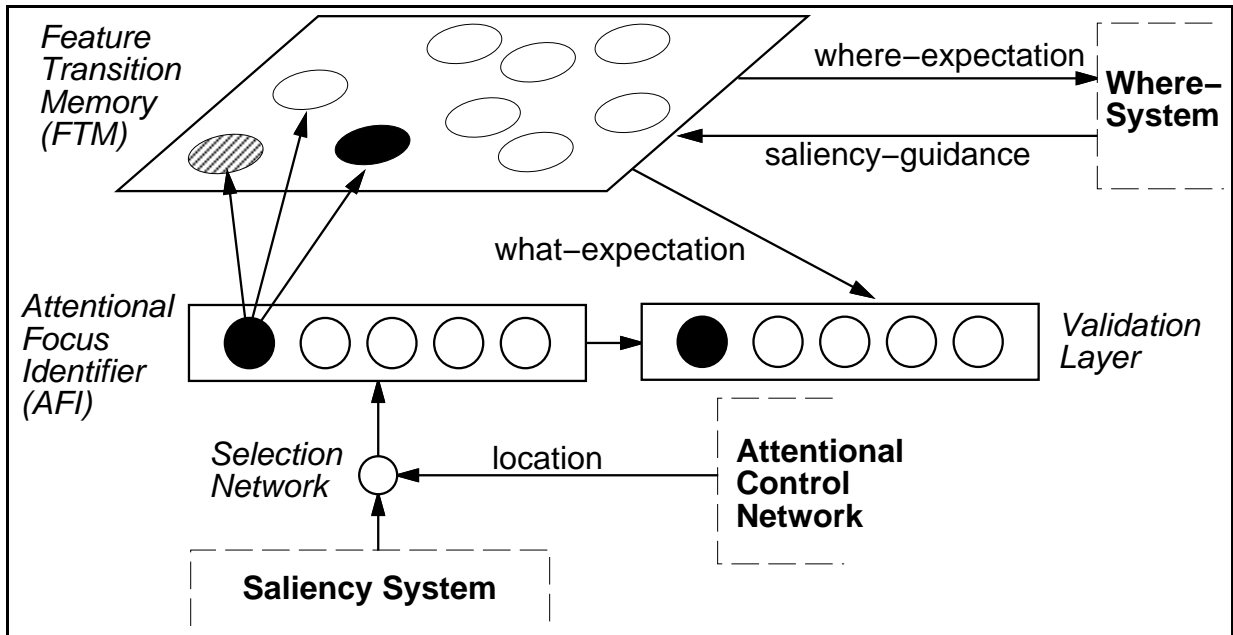 Feature
Transition
Memory
(FTM)
where−expectation
Where−
System
saliency−guidance
what−expectation
Attentional
Focus
Identifier
(AFI)
Validation
Layer
Selection
Network
location
Attentional
Control
Network
Saliency System